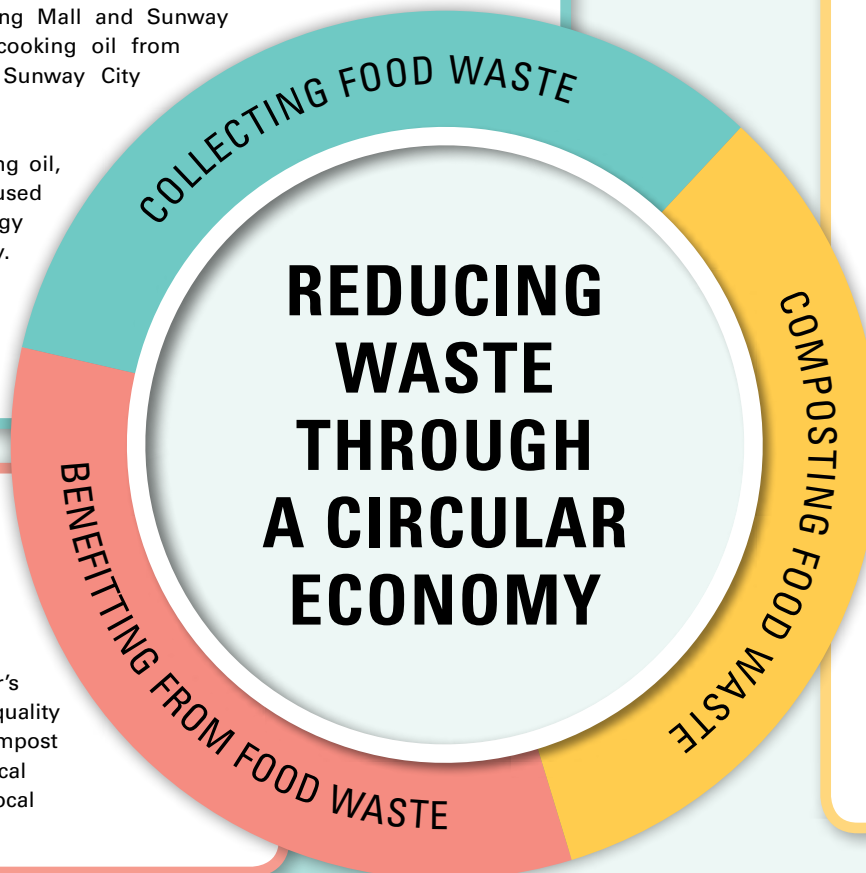 ing Mall and Sunway
cooking oil from
Sunway City
ng oil,
used
gy
y.
COLLECTING FOOD WASTE
COMPOSTING FOOD WASTE
REDUCING
WASTE
THROUGH
A CIRCULAR
ECONOMY
BENEFITTING FROM FOOD WASTE
r's
quality
mpost
cal
ocal